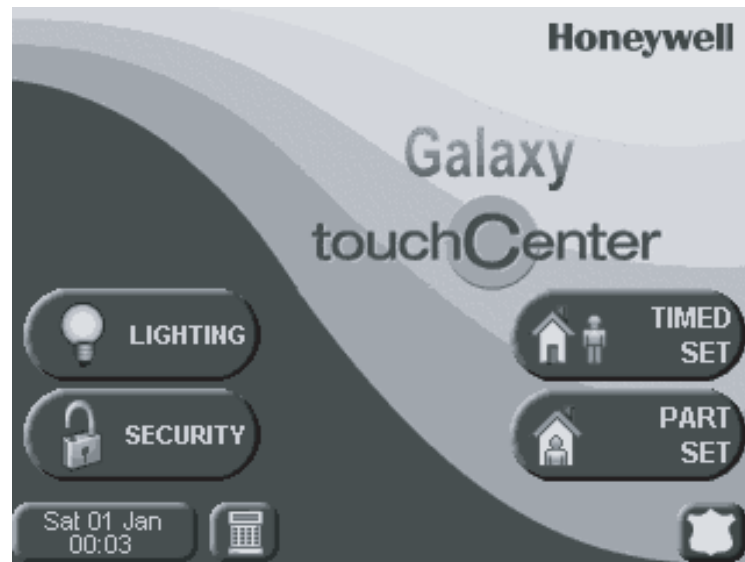 Honeywell
Galaxy
touchCenter
LIGHTING
TIMED
SET
SECURITY
PART
SET
Sat 01 Jan
00:03